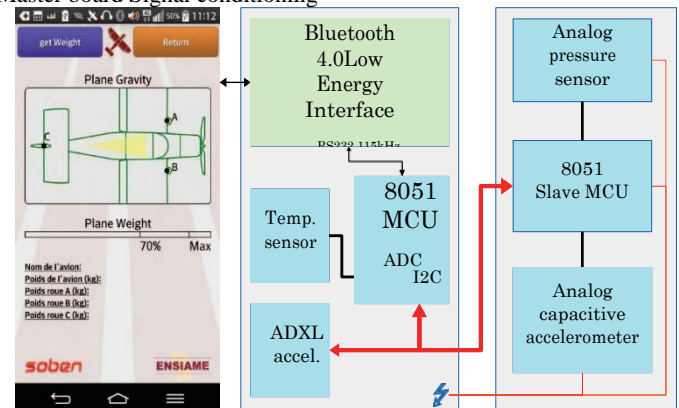 Master board Signal conditioning
50% 11:12
get Weight
Return
Plane Gravity
A
C
B
Plane Weight
70% Max
Nom de l'avion:
Poids de l'avion (kg):
Poids roue A (kg):
Poids roue B (kg):
Poids roue C (kg):
soben
ENSIAME
Bluetooth
4.0Low
Energy
Interface
RS232 115kHz
8051
MCU
ADC
I2C
Temp.
sensor
ADXL
accel.
Analog
pressure
sensor
8051
Slave MCU
Analog
capacitive
accelerometer